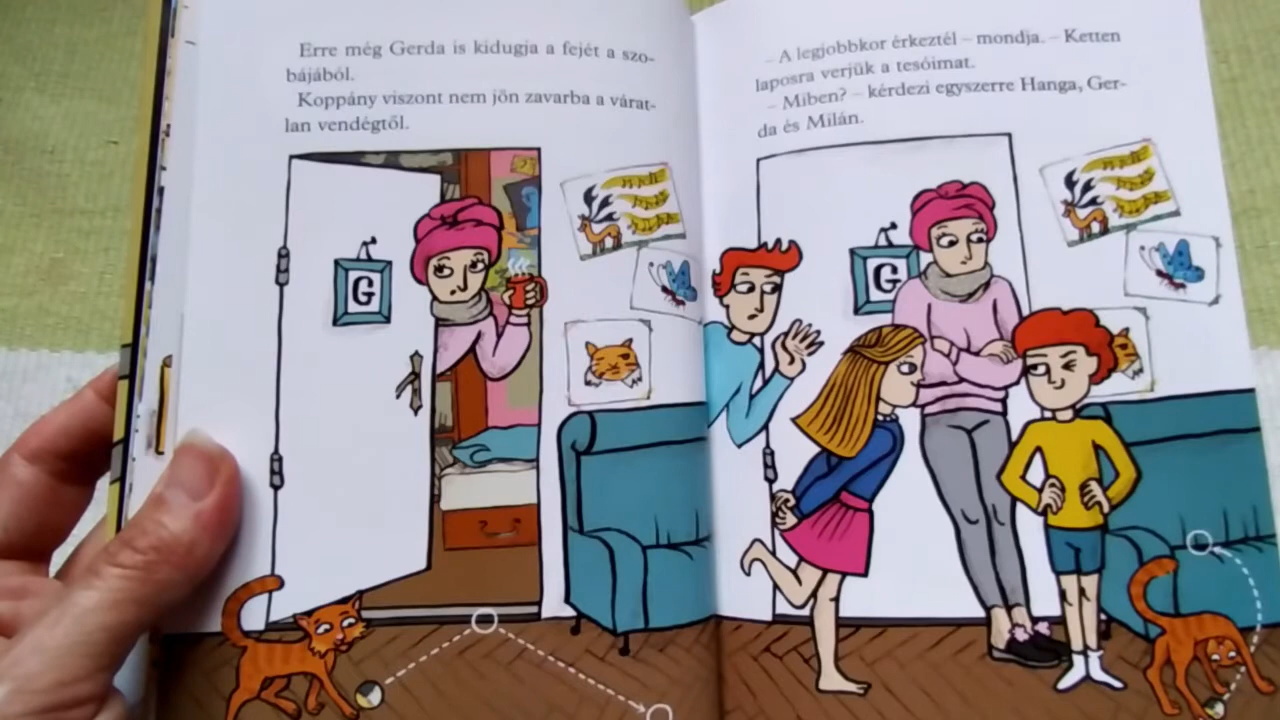 Erre még Gerda is kidugja a fejét a szo-
bájából.
Koppány viszont nem jön zavarba a várat-
lan vendégtől.
G
– A legjobbkor érkeztél – mondja. – Ketten
laposra verjük a tesóimat.
– Miben? – kérdezi egyszerre Hanga, Ger-
da és Milán.
G